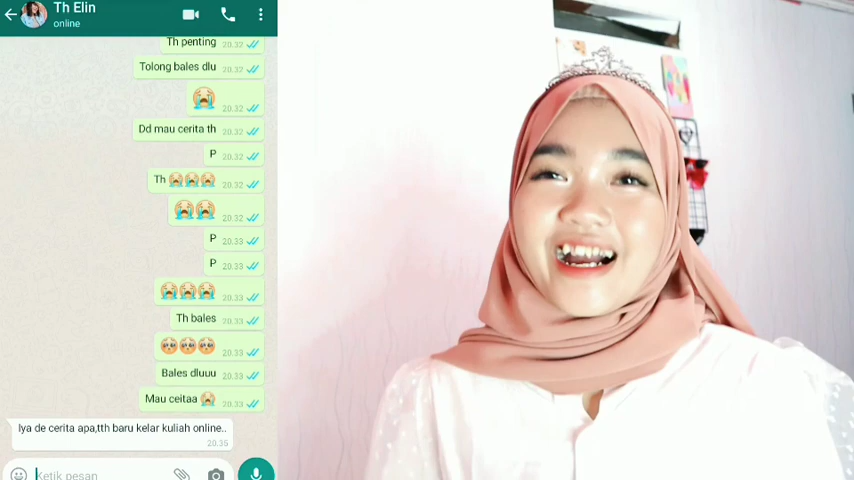 Th Elin
online
Th penting 20.32
Tolong bales dlu 20.32
20.32
Dd mau cerita th 20.32
P 20.32
Th 20.32
20.32
P 20.33
P 20.33
20.33
Th bales 20.33
20.33
Bales dluuu 20.33
Mau ceitaa 20.33
Iya de cerita apa,tth baru kelar kuliah online..
20.35
Ketik pesan